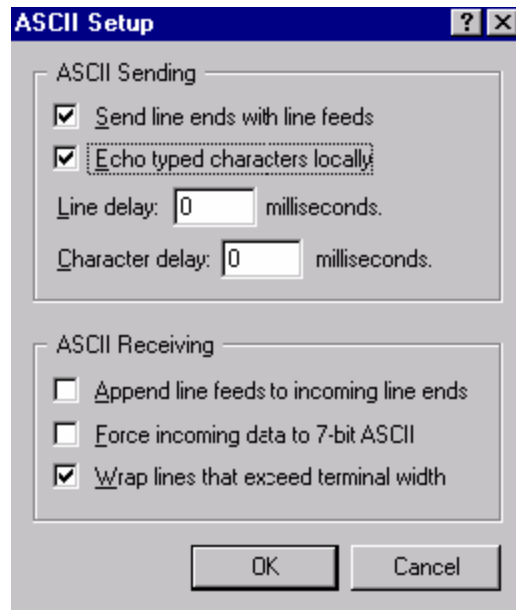 ASCII Setup ? X
ASCII Sending
Send line ends with line feeds
Echo typed characters locally
Line delay: 0 milliseconds.
Character delay: 0 milliseconds.
ASCII Receiving
Append line feeds to incoming line ends
Force incoming data to 7-bit ASCII
Wrap lines that exceed terminal width
OK Cancel